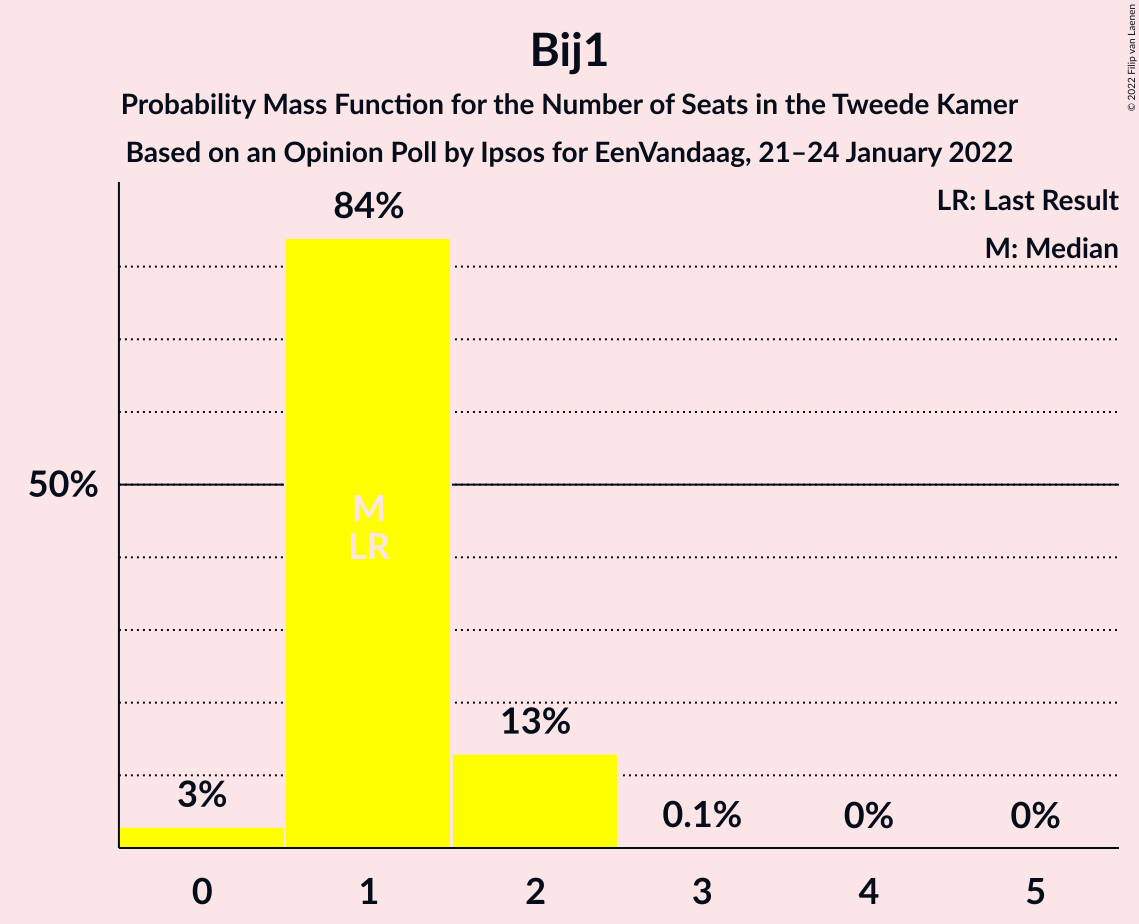 Bij1
Probability Mass Function for the Number of Seats in the Tweede Kamer
Based on an Opinion Poll by Ipsos for EenVandaag, 21–24 January 2022
© 2022 Filip van Laenen
LR: Last Result
M: Median
84%
50%
M
LR
13%
3%
0.1%
0%
0%
0 1 2 3 4 5